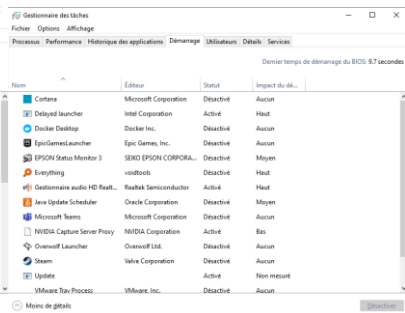 Gestionnaire des tâches
Fichier Options Affichage
Processus Performance Historique des applications Démarrage Utilisateurs Détails Services
Dernier temps de démarrage du BIOS: 9.7 secondes
Nom Éditeur Statut Impact du dé...
Cortana Microsoft Corporation Désactivé Aucun
Delayed launcher Intel Corporation Activé Haut
Docker Desktop Docker Inc. Désactivé Aucun
EpicGamesLauncher Epic Games, Inc. Désactivé Aucun
EPSON Status Monitor 3 SEIKO EPSON CORPORA... Désactivé Moyen
Everything voidtools Désactivé Haut
Gestionnaire audio HD Realt... Realtek Semiconductor Activé Haut
Java Update Scheduler Oracle Corporation Désactivé Moyen
Microsoft Teams Microsoft Corporation Désactivé Aucun
NVIDIA Capture Server Proxy NVIDIA Corporation Activé Bas
Overwolf Launcher Overwolf Ltd. Désactivé Aucun
Steam Valve Corporation Désactivé Aucun
Update Activé Non mesuré
VMware Tray Process VMware, Inc. Désactivé Aucun
Moins de détails Désactiver